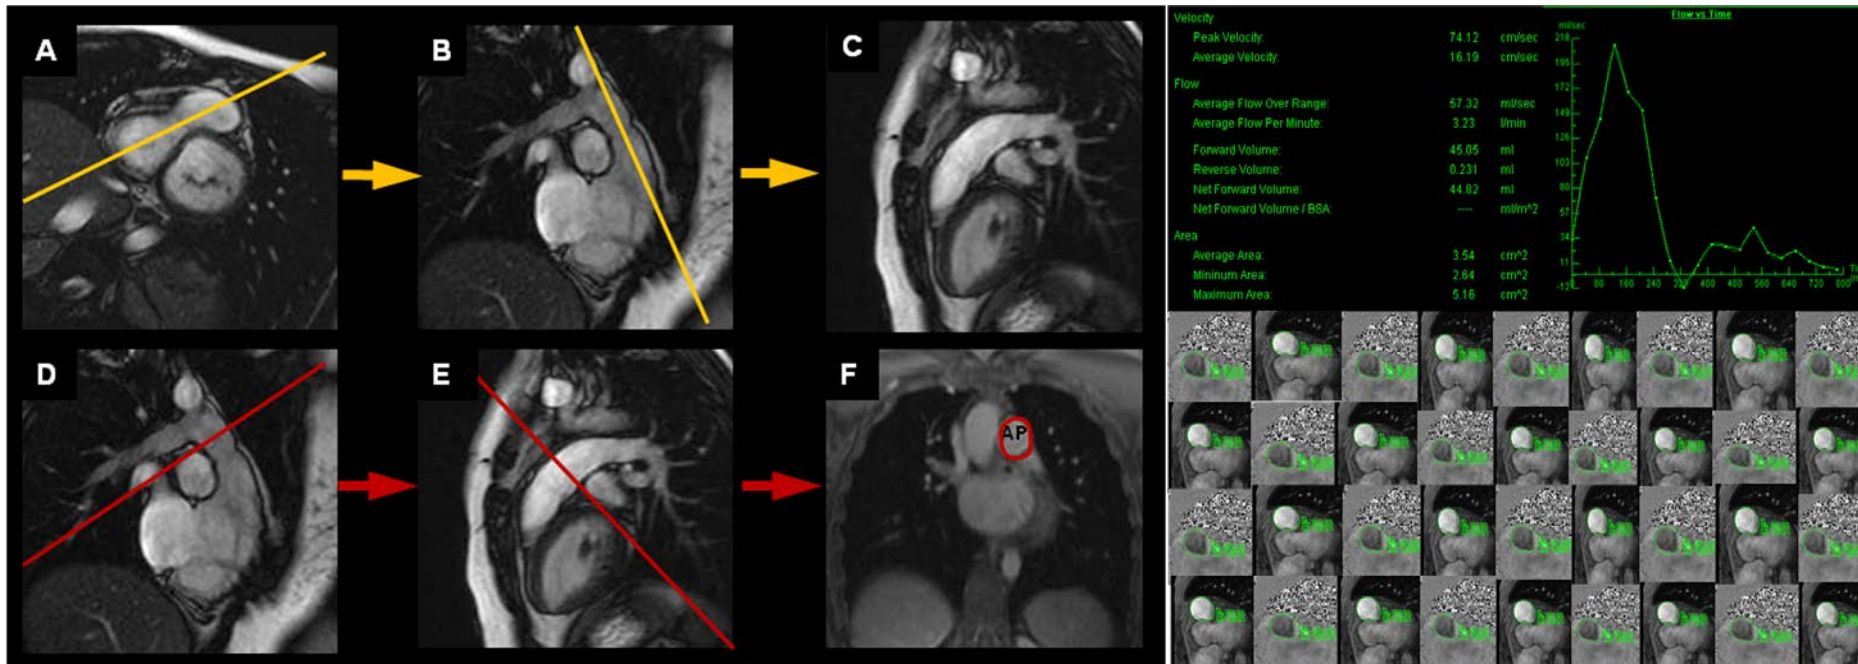 A
B
C
D
E
F
AP
Velocity
Peak Velocity: 74.12 cm/sec
Average Velocity: 16.19 cm/sec
Flow
Average Flow Over Range: 57.32 ml/sec
Average Flow Per Minute: 3.23 l/min
Forward Volume: 45.05 ml
Reverse Volume: 0.231 ml
Net Forward Volume: 44.82 ml
Net Forward Volume / BSA: ---- ml/m^2
Area
Average Area: 3.54 cm^2
Mininum Area: 2.64 cm^2
Maximum Area: 5.16 cm^2
Flow vs Time
ml/sec
218
195
172
149
126
103
80
57
34
11
-12
80 160 240 320 400 480 560 640 720 800